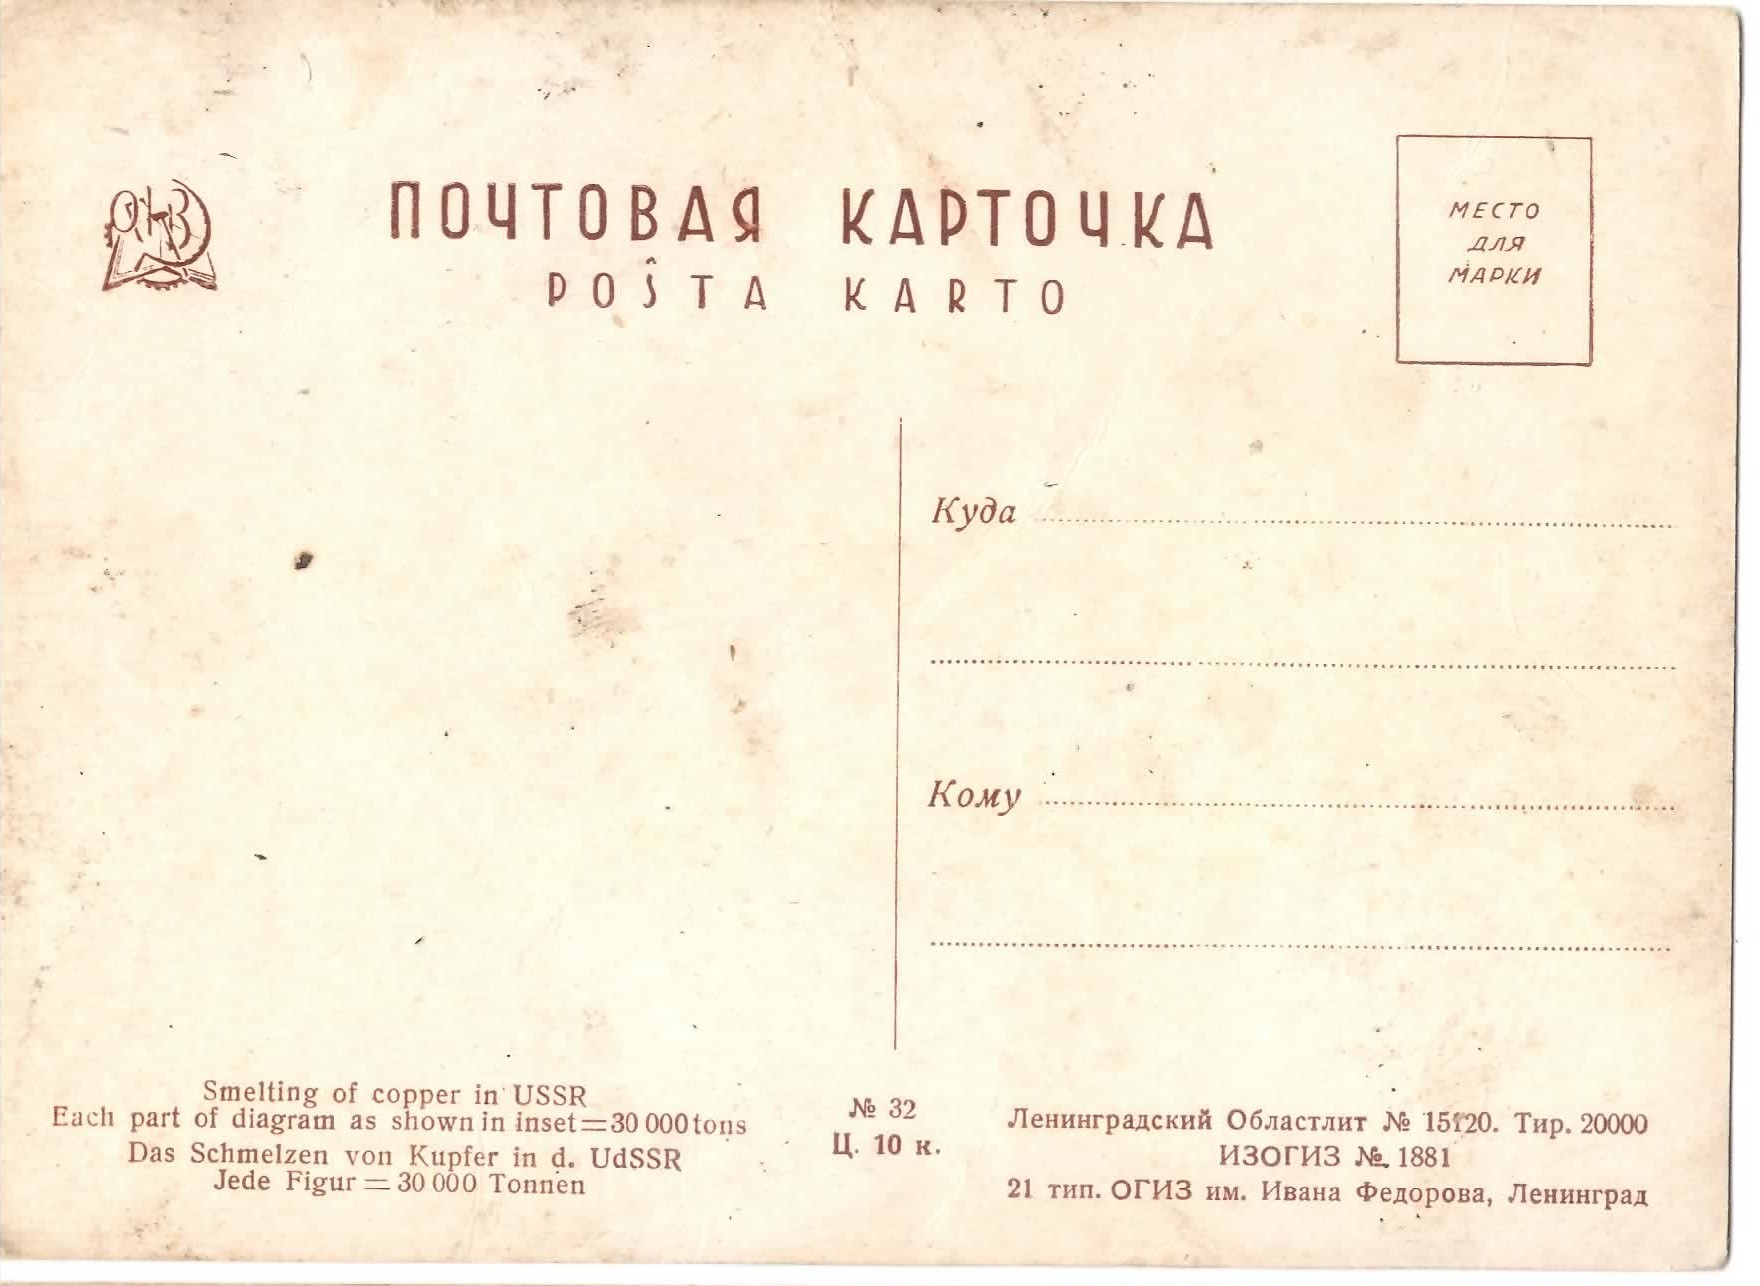 ПОЧТОВАЯ КАРТОЧКА
POŜTA KARTO
МЕСТО
ДЛЯ
МАРКИ
Куда
Кому
Smelting of copper in USSR
Each part of diagram as shown in inset=30 000 tons
Das Schmelzen von Kupfer in d. UdSSR
Jede Figur = 30 000 Tonnen
№ 32
Ц. 10 к.
Ленинградский Областлит № 15120. Тир. 20000
ИЗОГИЗ №. 1881
21 тип. ОГИЗ им. Ивана Федорова, Ленинград